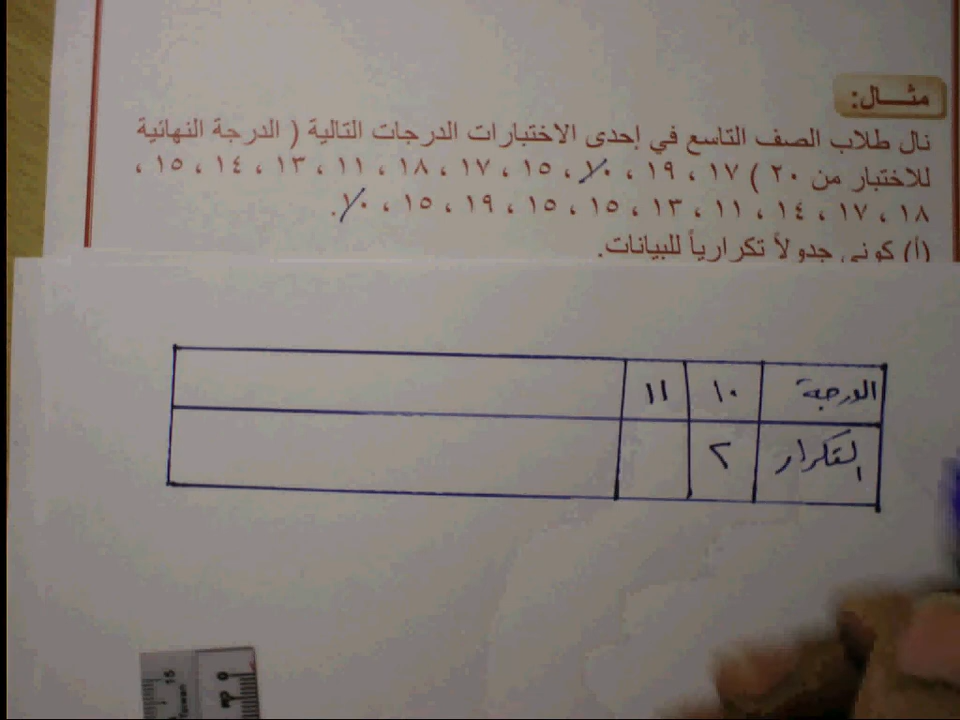 مثال:
نال طلاب الصف التاسع في إحدى الاختبارات الدرجات التالية ( الدرجة النهائية
للاختبار من ٢٠ ) ١٧ ، ١٩ ، ١٠ ، ١٥ ، ١٧ ، ١٨ ، ١١ ، ١٣ ، ١٤ ، ١٥ ،
١٨ ، ١٧ ، ١٤ ، ١١ ، ١٣ ، ١٥ ، ١٥ ، ١٩ ، ١٥ ، ١٠ .
(أ) كوني جدولاً تكرارياً للبيانات.
الدرجة ١٠ ١١
التكرار ٢
15